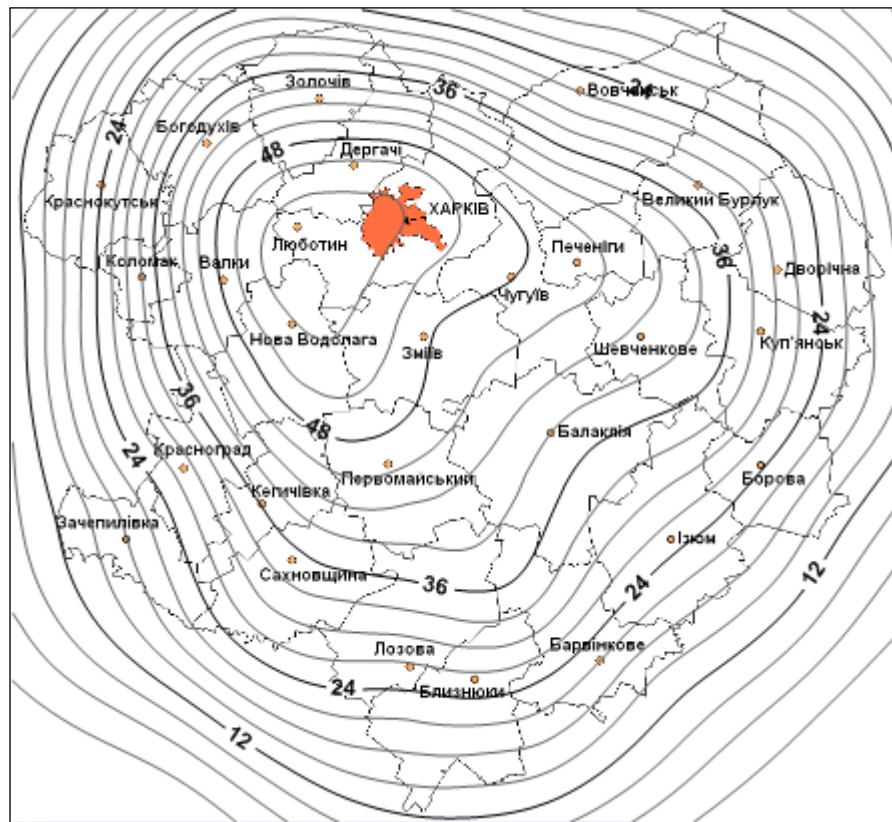 Золочів
36
24
Вовчанськ
24
Богодухів
48
Дергачі
Краснокутськ
Великий Бурлук
ХАРКІВ
Люботин
Печеніги
36
Коломак
Валки
Дворічна
Чугуїв
24
Нова Водолага
Зміїв
Шевченкове
Куп'янськ
36
48
Балаклія
Красноград
24
Первомайський
Борова
Кегичівка
Зачепилівка
Ізюм
12
Сахновщина
36
24
Лозова
Барвінкове
24
Близнюки
12